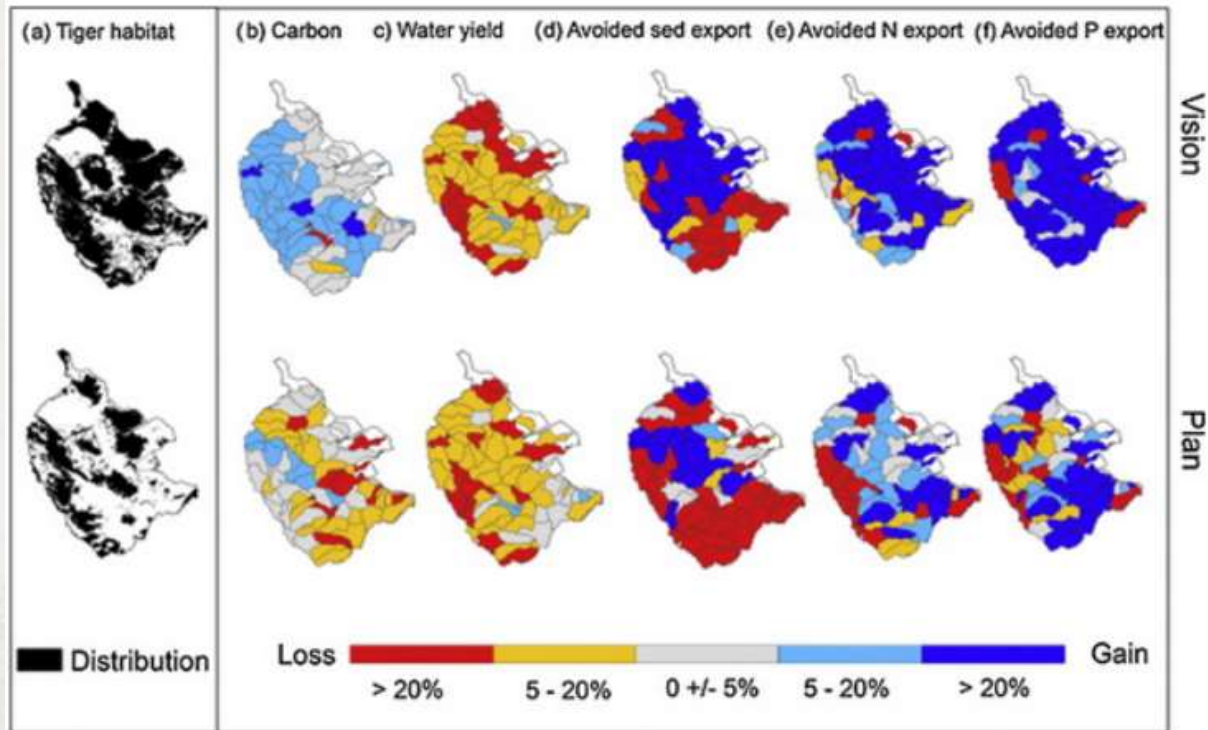 (a) Tiger habitat (b) Carbon c) Water yield (d) Avoided sed export (e) Avoided N export (f) Avoided P export
Vision
Plan
Distribution
Loss Gain
> 20% 5 - 20% 0 +/- 5% 5 - 20% > 20%